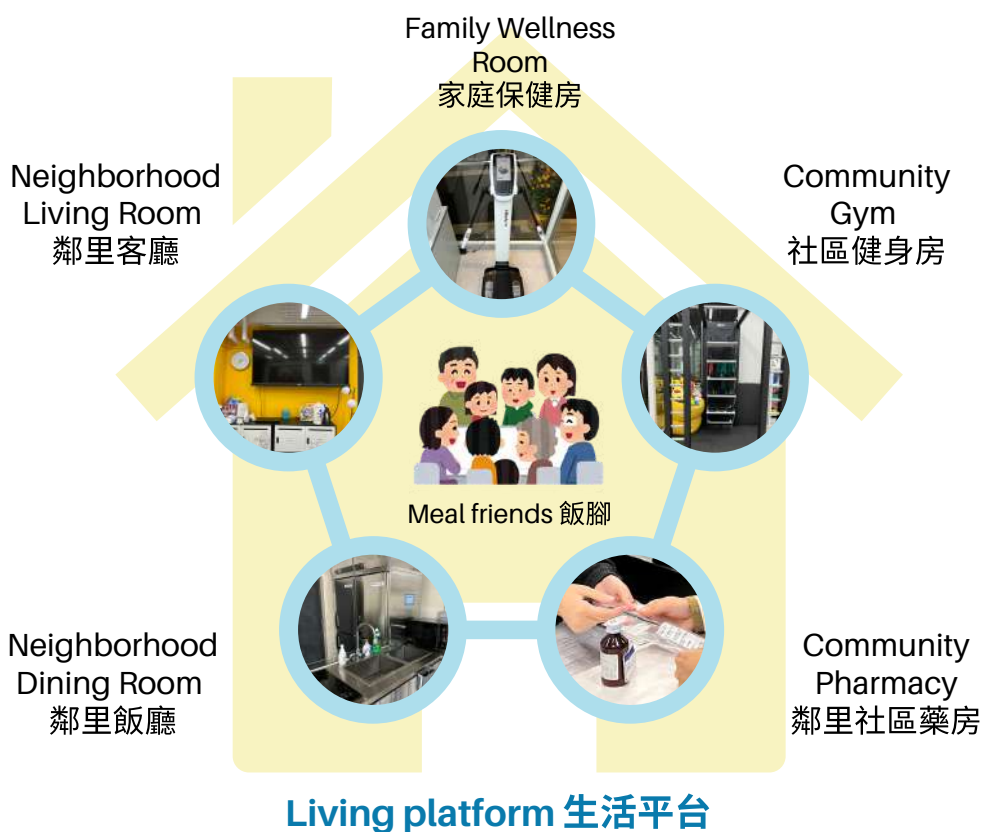 Family Wellness
Room
家庭保健房
Neighborhood
Living Room
鄰里客廳
Community
Gym
社區健身房
Meal friends 飯腳
Neighborhood
Dining Room
鄰里飯廳
Community
Pharmacy
鄰里社區藥房
Living platform 生活平台